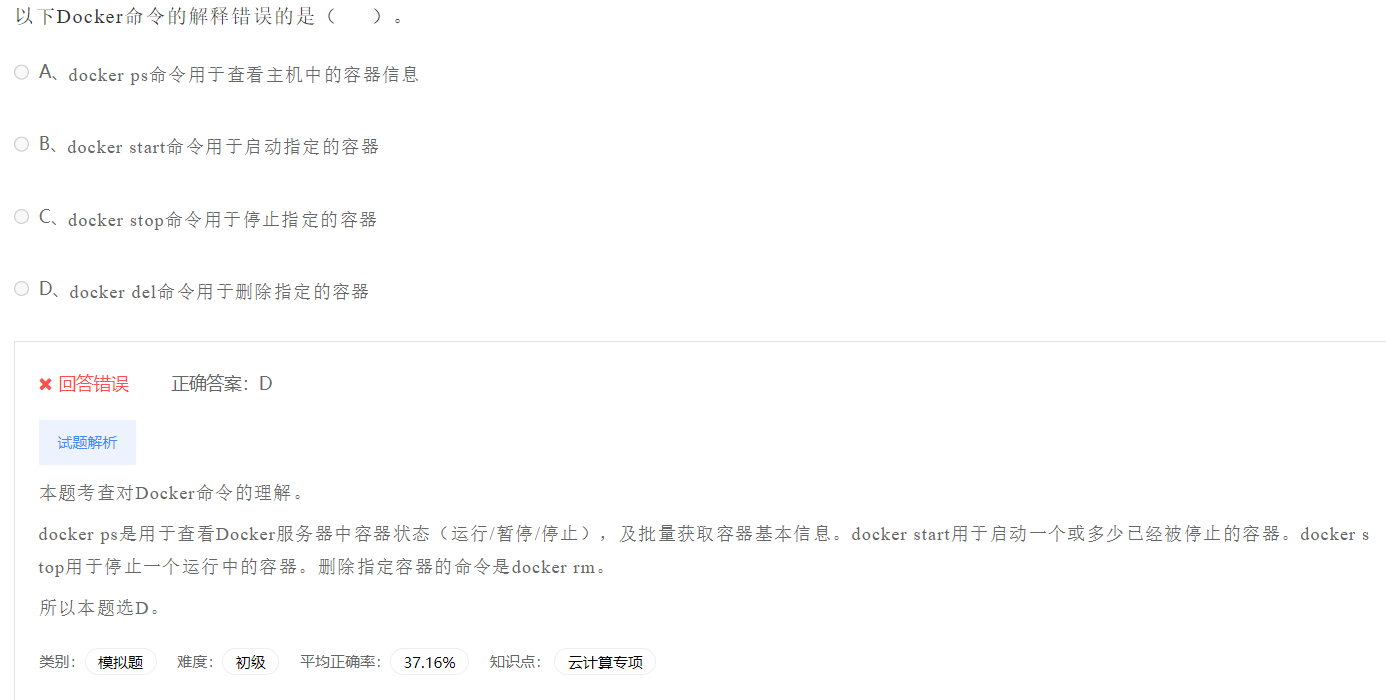 以下Docker命令的解释错误的是（　　）。
A、docker ps命令用于查看主机中的容器信息
B、docker start命令用于启动指定的容器
C、docker stop命令用于停止指定的容器
D、docker del命令用于删除指定的容器
回答错误 正确答案：D
试题解析
本题考查对Docker命令的理解。
docker ps是用于查看Docker服务器中容器状态（运行/暂停/停止），及批量获取容器基本信息。docker start用于启动一个或多少已经被停止的容器。docker s
top用于停止一个运行中的容器。删除指定容器的命令是docker rm。
所以本题选D。
类别： 模拟题 难度： 初级 平均正确率： 37.16% 知识点： 云计算专项